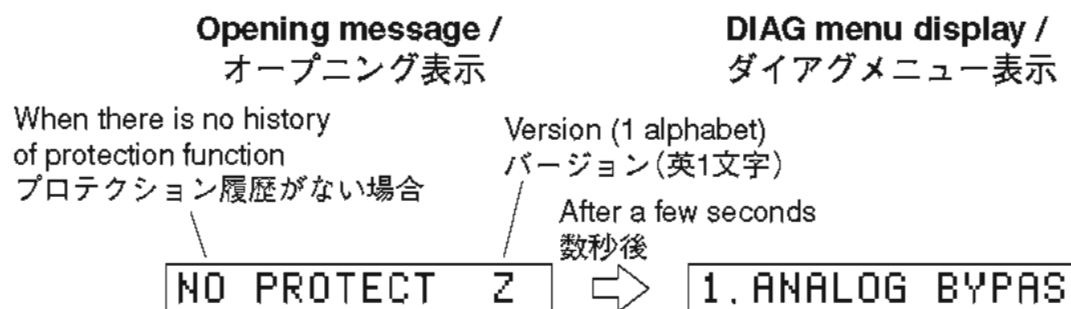 Opening message /
オープニング表示
DIAG menu display /
ダイアグメニュー表示
When there is no history
of protection function
プロテクション履歴がない場合
Version (1 alphabet)
バージョン(英1文字)
After a few seconds
数秒後
NO PROTECT Z
1. ANALOG BYPAS